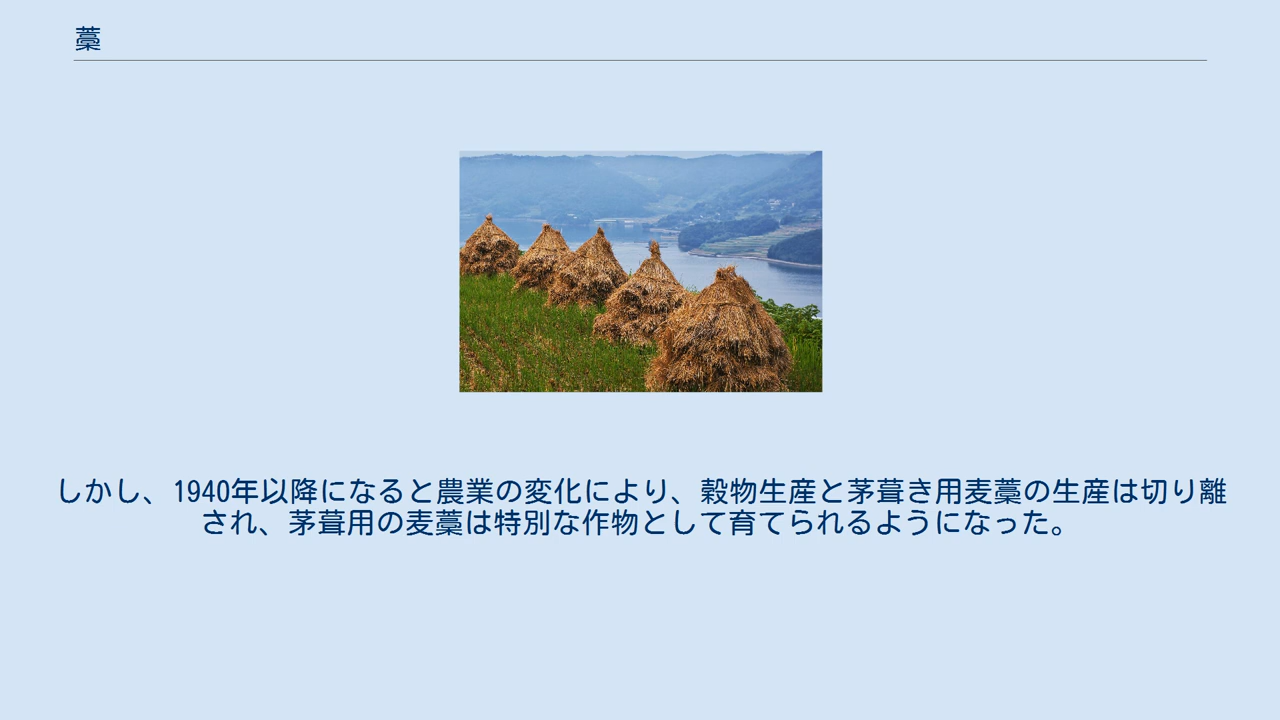 藁
しかし、1940年以降になると農業の変化により、穀物生産と茅葺き用麦藁の生産は切り離
され、茅葺用の麦藁は特別な作物として育てられるようになった。